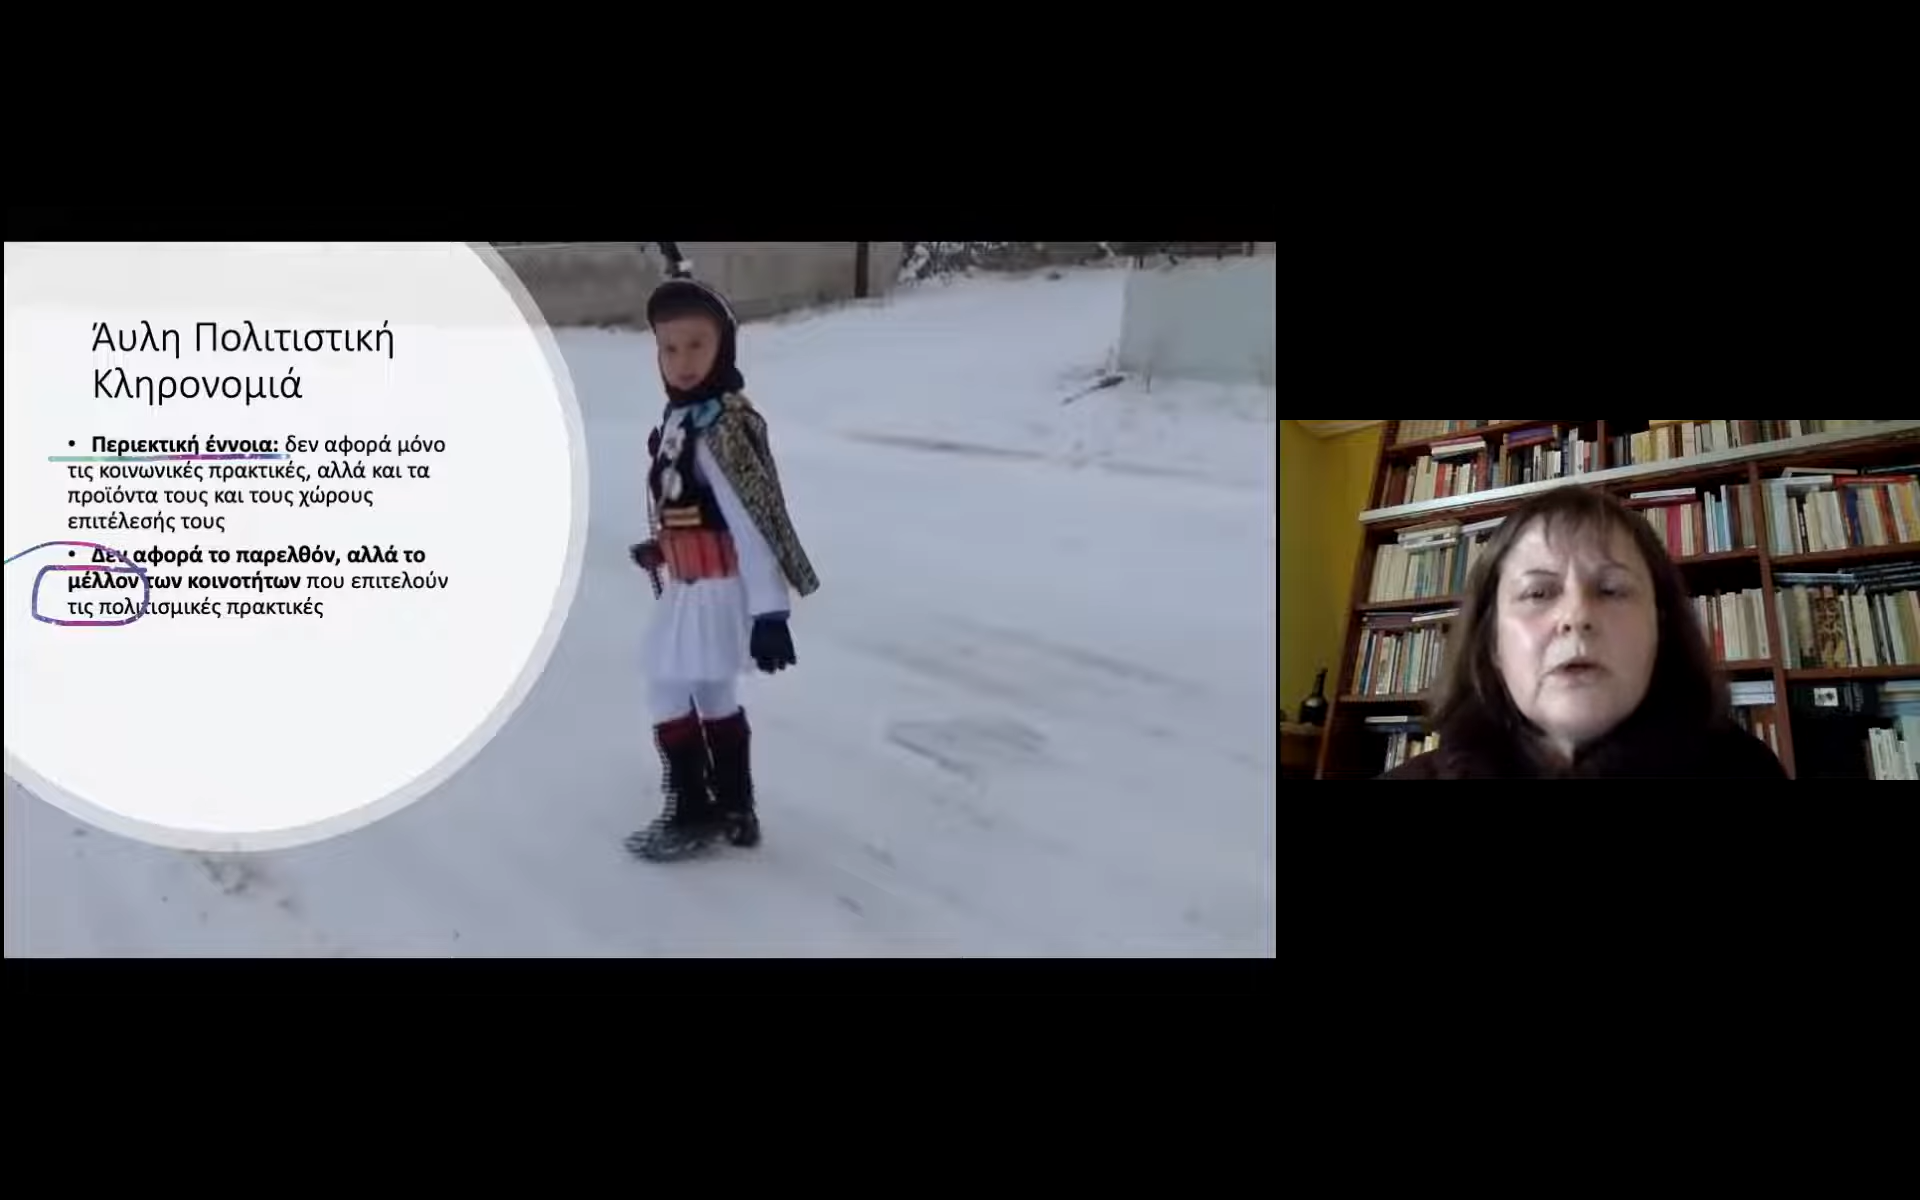 Άυλη Πολιτιστική
Κληρονομιά
• Περιεκτική έννοια: δεν αφορά μόνο
τις κοινωνικές πρακτικές, αλλά και τα
προϊόντα τους και τους χώρους
επιτέλεσής τους
• Δεν αφορά το παρελθόν, αλλά το
μέλλον των κοινοτήτων που επιτελούν
τις πολιτισμικές πρακτικές